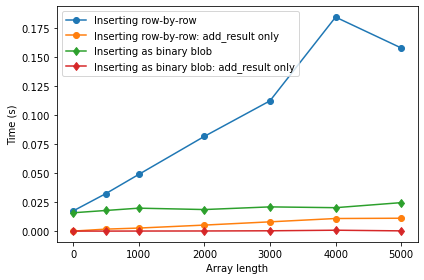 Inserting row-by-row
Inserting row-by-row: add_result only
Inserting as binary blob
Inserting as binary blob: add_result only
0.175
0.150
0.125
0.100
0.075
0.050
0.025
0.000
Time (s)
0 1000 2000 3000 4000 5000
Array length